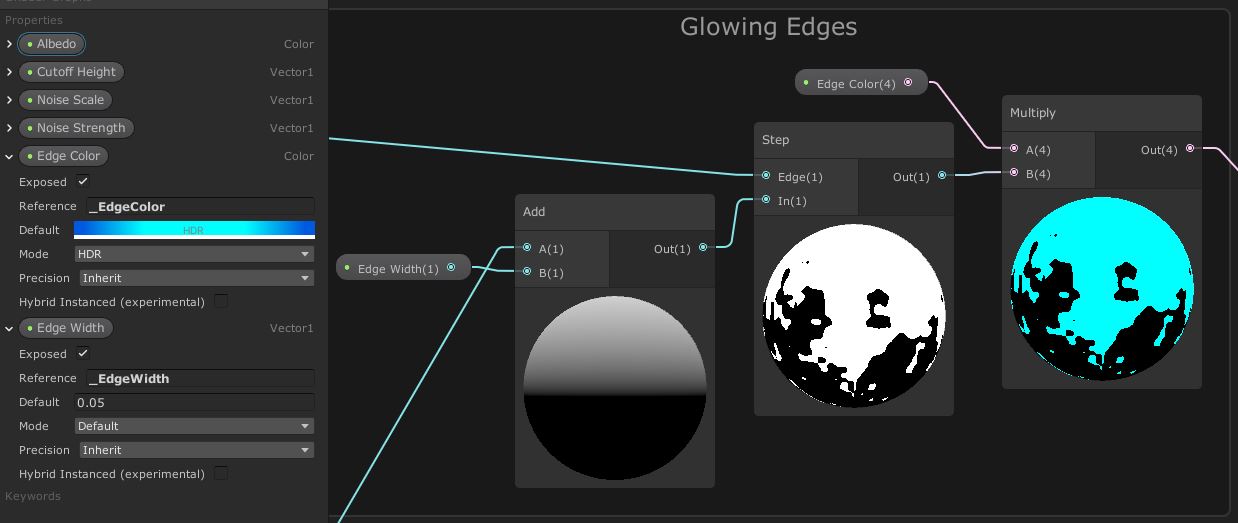 Properties
Albedo Color
Cutoff Height Vector1
Noise Scale Vector1
Noise Strength Vector1
Edge Color Color
Exposed
Reference _EdgeColor
Default HDR
Mode HDR
Precision Inherit
Hybrid Instanced (experimental)
Edge Width Vector1
Exposed
Reference _EdgeWidth
Default 0.05
Mode Default
Precision Inherit
Hybrid Instanced (experimental)
Keywords
Glowing Edges
Edge Width(1)
Add
A(1) Out(1)
B(1)
Step
Edge(1) Out(1)
In(1)
Edge Color(4)
Multiply
A(4) Out(4)
B(4)